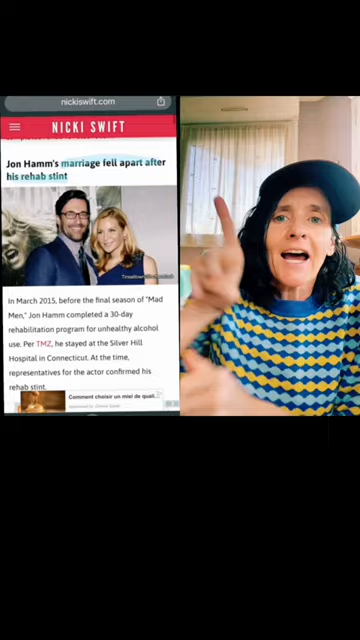 nickiswift.com
NICKI SWIFT
Jon Hamm's marriage fell apart after
his rehab stint
In March 2015, before the final season of "Mad
Men," Jon Hamm completed a 30-day
rehabilitation program for unhealthy alcohol
use. Per TMZ, he stayed at the Silver Hill
Hospital in Connecticut. At the time,
representatives for the actor confirmed his
rehab stint.
Comment choisir un miel de quali...